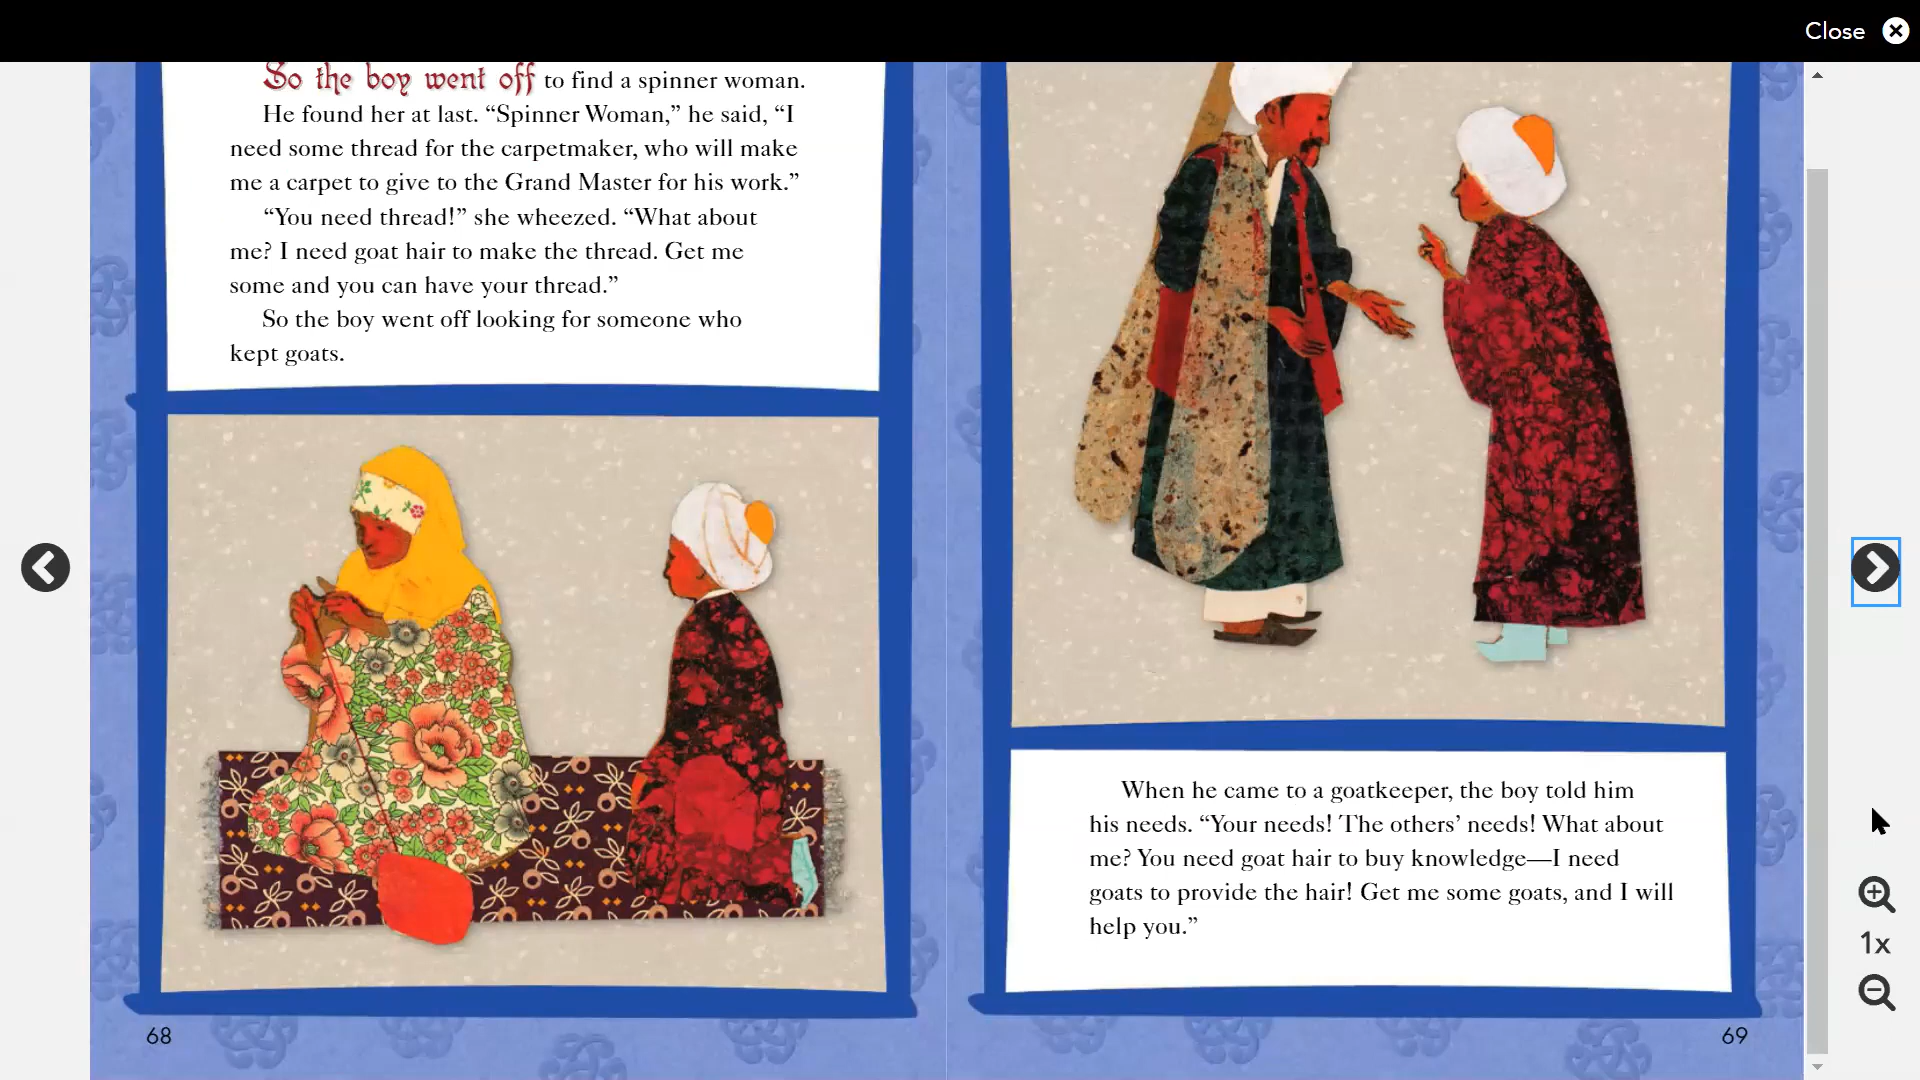 Close
So the boy went off to find a spinner woman.
He found her at last. “Spinner Woman,” he said, “I
need some thread for the carpetmaker, who will make
me a carpet to give to the Grand Master for his work.”
“You need thread!” she wheezed. “What about
me? I need goat hair to make the thread. Get me
some and you can have your thread.”
So the boy went off looking for someone who
kept goats.
68
When he came to a goatkeeper, the boy told him
his needs. “Your needs! The others’ needs! What about
me? You need goat hair to buy knowledge—I need
goats to provide the hair! Get me some goats, and I will
help you.”
69
1x